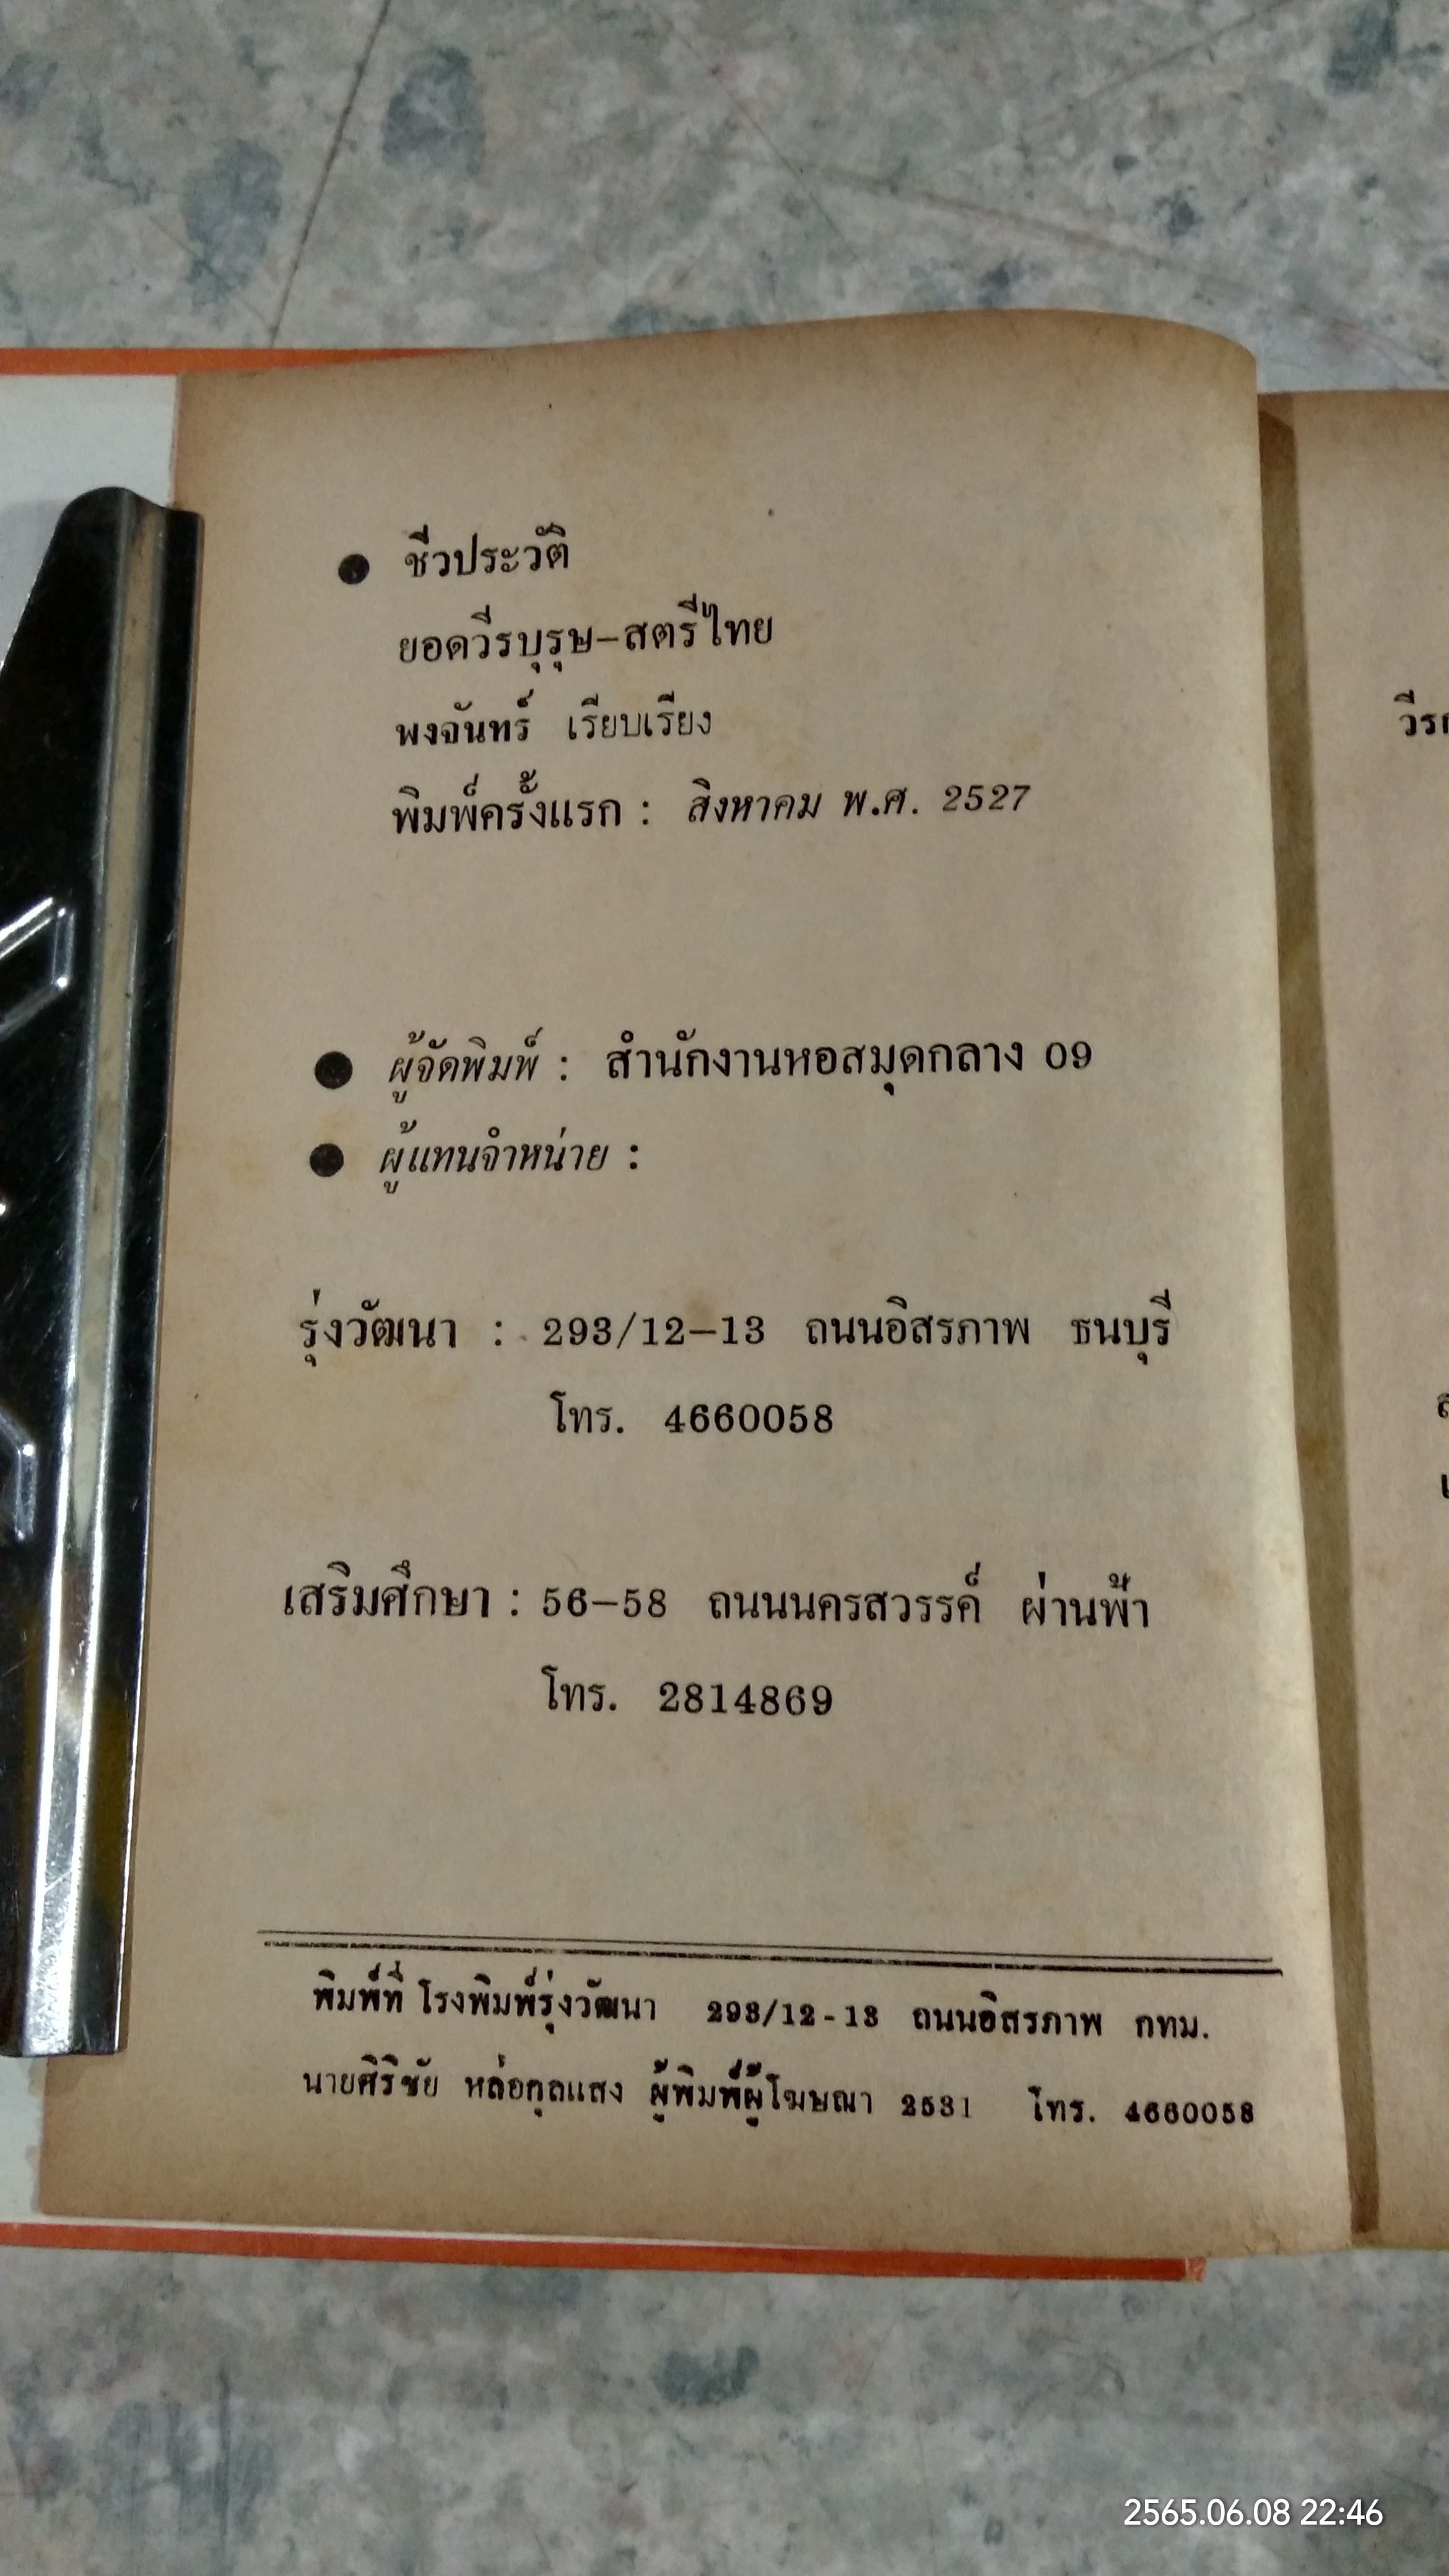 ● ชีวประวัติ
ยอดวีรบุรุษ-สตรีไทย
พงจันทร์ เรียบเรียง
พิมพ์ครั้งแรก : สิงหาคม พ.ศ. 2527
● ผู้จัดพิมพ์ : สำนักงานหอสมุดกลาง 09
● ผู้แทนจำหน่าย :
รุ่งวัฒนา : 293/12-13 ถนนอิสรภาพ ธนบุรี
โทร. 4660058
เสริมศึกษา : 56-58 ถนนนครสวรรค์ ผ่านฟ้า
โทร. 2814869
พิมพ์ที่ โรงพิมพ์รุ่งวัฒนา 293/12-13 ถนนอิสรภาพ กทม.
นายศิริชัย หล่อกุลแสง ผู้พิมพ์ผู้โฆษณา 2531 โทร. 4660058
2565.06.08 22:46